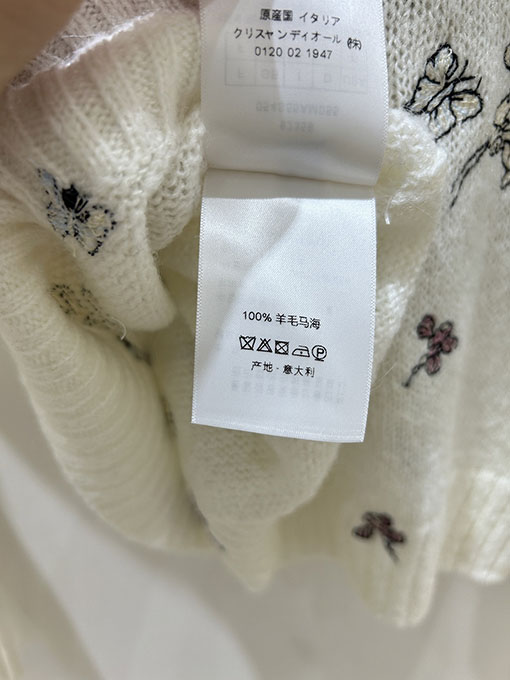 原産国 イタリア
クリスチャンディオール (株)
0120 02 1947
100% 羊毛马海
产地 · 意大利